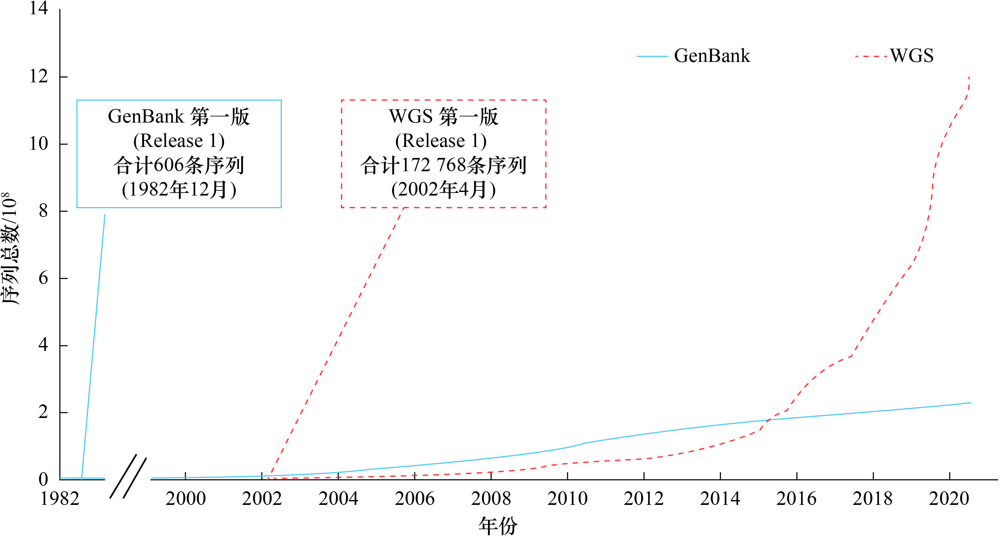 14
12
10
8
6
4
2
0
序列总数/10⁸
GenBank
WGS
GenBank 第一版
(Release 1)
合计606条序列
(1982年12月)
WGS 第一版
(Release 1)
合计172 768条序列
(2002年4月)
1982 2000 2002 2004 2006 2008 2010 2012 2014 2016 2018 2020
年份